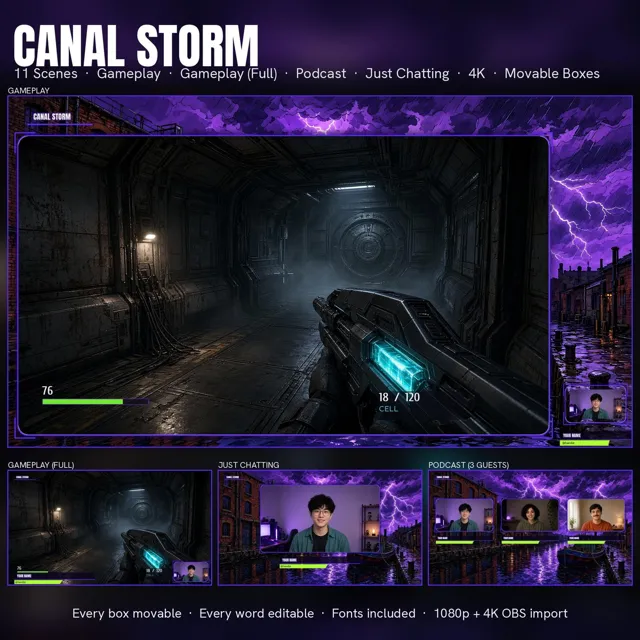 CANAL STORM
11 Scenes · Gameplay · Gameplay (Full) · Podcast · Just Chatting · 4K · Movable Boxes
GAMEPLAY
CANAL STORM
76
18 / 120
CELL
YOUR NAME
GAMEPLAY (FULL)
JUST CHATTING
PODCAST (3 GUESTS)
YOUR NAME
YOUR NAME
Every box movable · Every word editable · Fonts included · 1080p + 4K OBS import